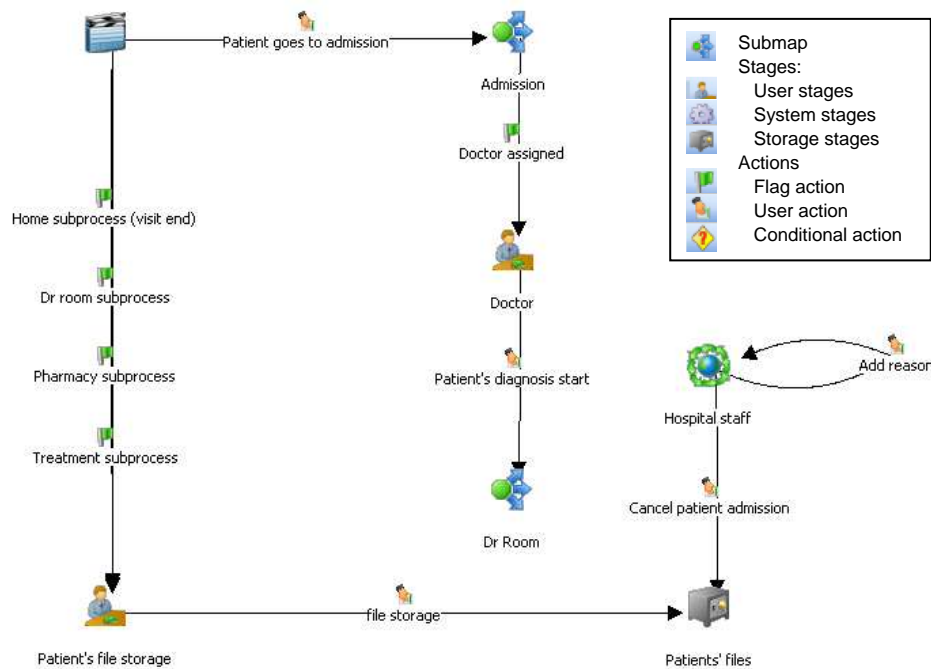 Patient goes to admission
Admission
Doctor assigned
Home subprocess (visit end)
Doctor
Dr room subprocess
Pharmacy subprocess
Patient's diagnosis start
Treatment subprocess
Dr Room
Hospital staff
Add reason
Cancel patient admission
file storage
Patient's file storage
Patients' files
Submap
Stages:
User stages
System stages
Storage stages
Actions
Flag action
User action
Conditional action